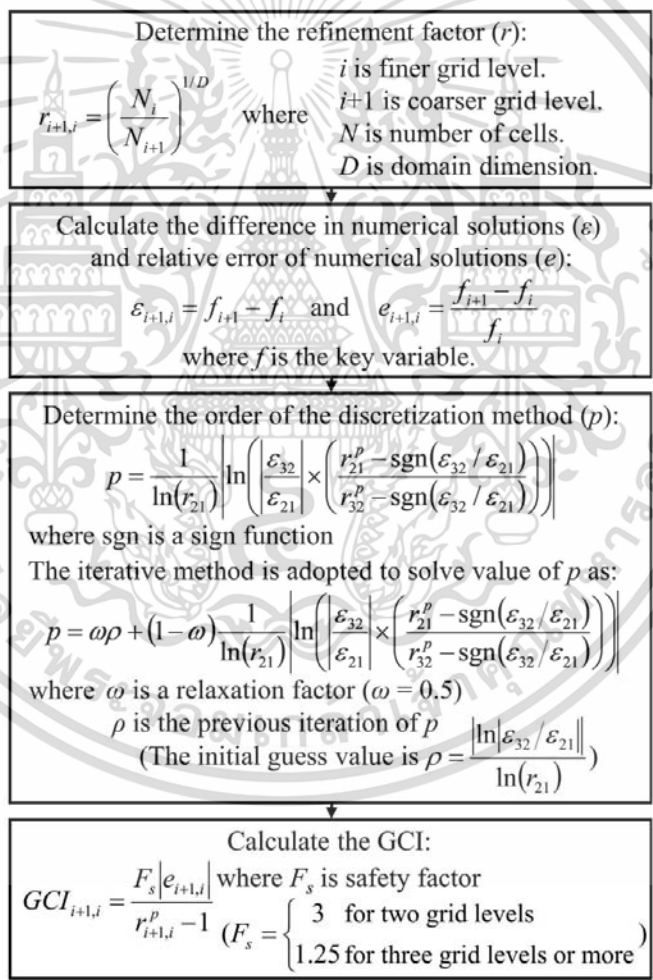 Determine the refinement factor (r):
r_{i+1,i} = (N_i / N_{i+1})^{1/D} where
i is finer grid level.
i+1 is coarser grid level.
N is number of cells.
D is domain dimension.
Calculate the difference in numerical solutions (ε)
and relative error of numerical solutions (e):
ε_{i+1,i} = f_{i+1} − f_i and e_{i+1,i} = (f_{i+1} − f_i) / f_i
where f is the key variable.
Determine the order of the discretization method (p):
p = 1/ln(r_{21}) |ln(|ε_{32}/ε_{21}| × ((r_{21}^p − sgn(ε_{32}/ε_{21})) / (r_{32}^p − sgn(ε_{32}/ε_{21}))))|
where sgn is a sign function
The iterative method is adopted to solve value of p as:
p = ωρ + (1−ω) 1/ln(r_{21}) |ln(|ε_{32}/ε_{21}| × ((r_{21}^p − sgn(ε_{32}/ε_{21})) / (r_{32}^p − sgn(ε_{32}/ε_{21}))))|
where ω is a relaxation factor (ω = 0.5)
ρ is the previous iteration of p
(The initial guess value is ρ = |ln|ε_{32}/ε_{21}|| / ln(r_{21}))
Calculate the GCI:
GCI_{i+1,i} = F_s|e_{i+1,i}| / (r_{i+1,i}^p − 1) where F_s is safety factor
(F_s = { 3 for two grid levels
1.25 for three grid levels or more )